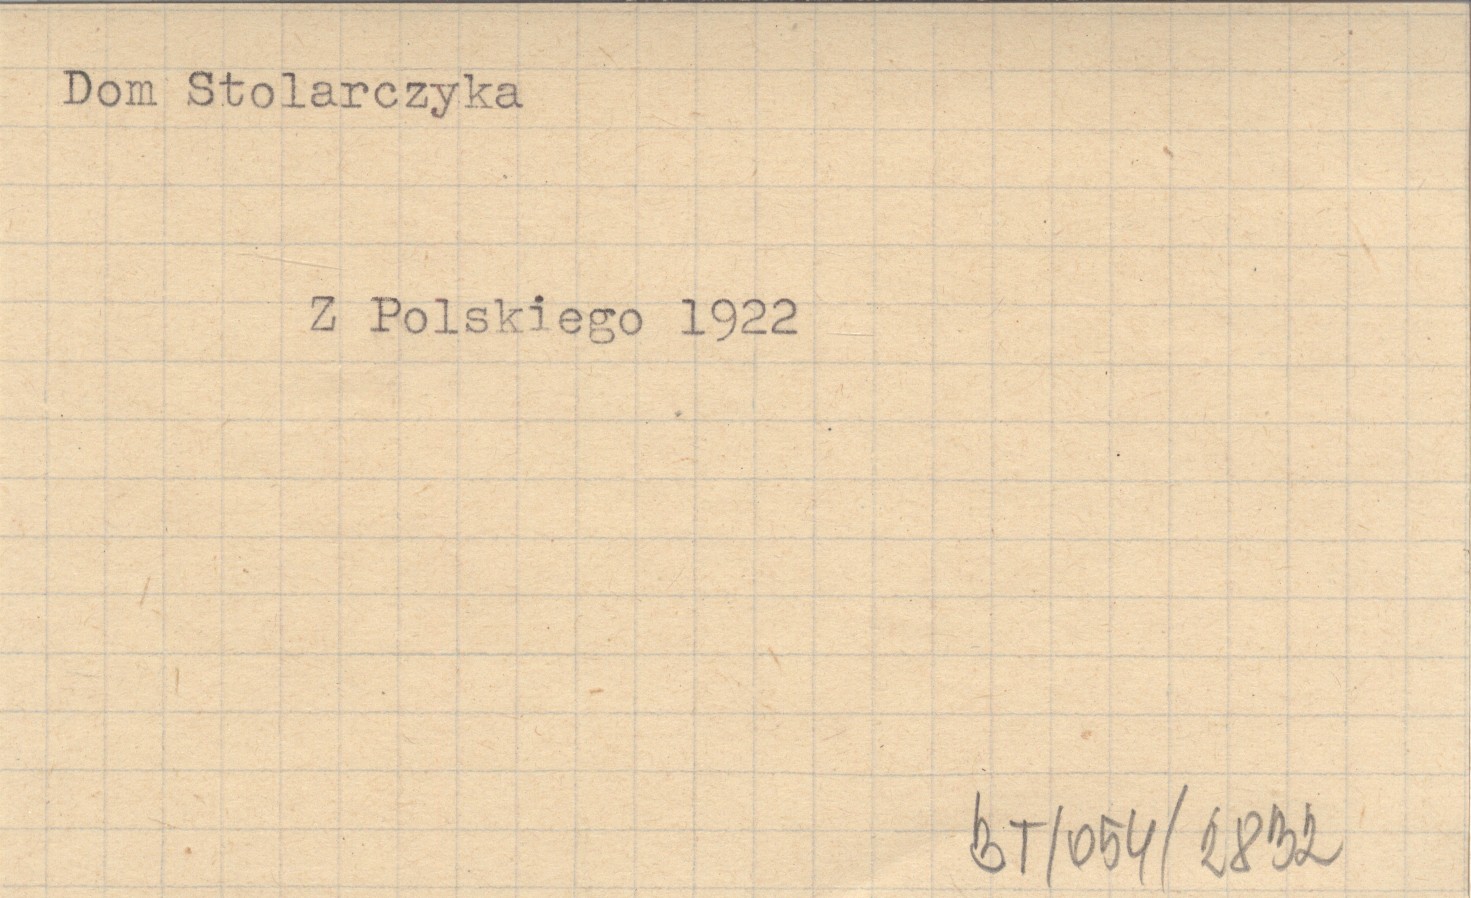 Dom Stolarczyka
Z Polskiego 1922
BT/054/2832